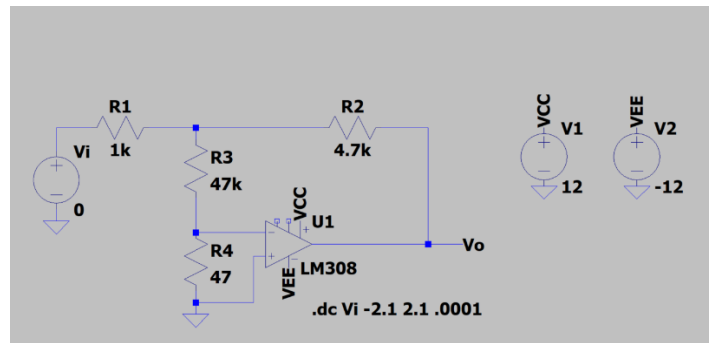 R1
1k
R2
4.7k
Vi
0
R3
47k
R4
47
VCC
U1
LM308
VEE
Vo
VCC
V1
12
VEE
V2
-12
.dc Vi -2.1 2.1 .0001